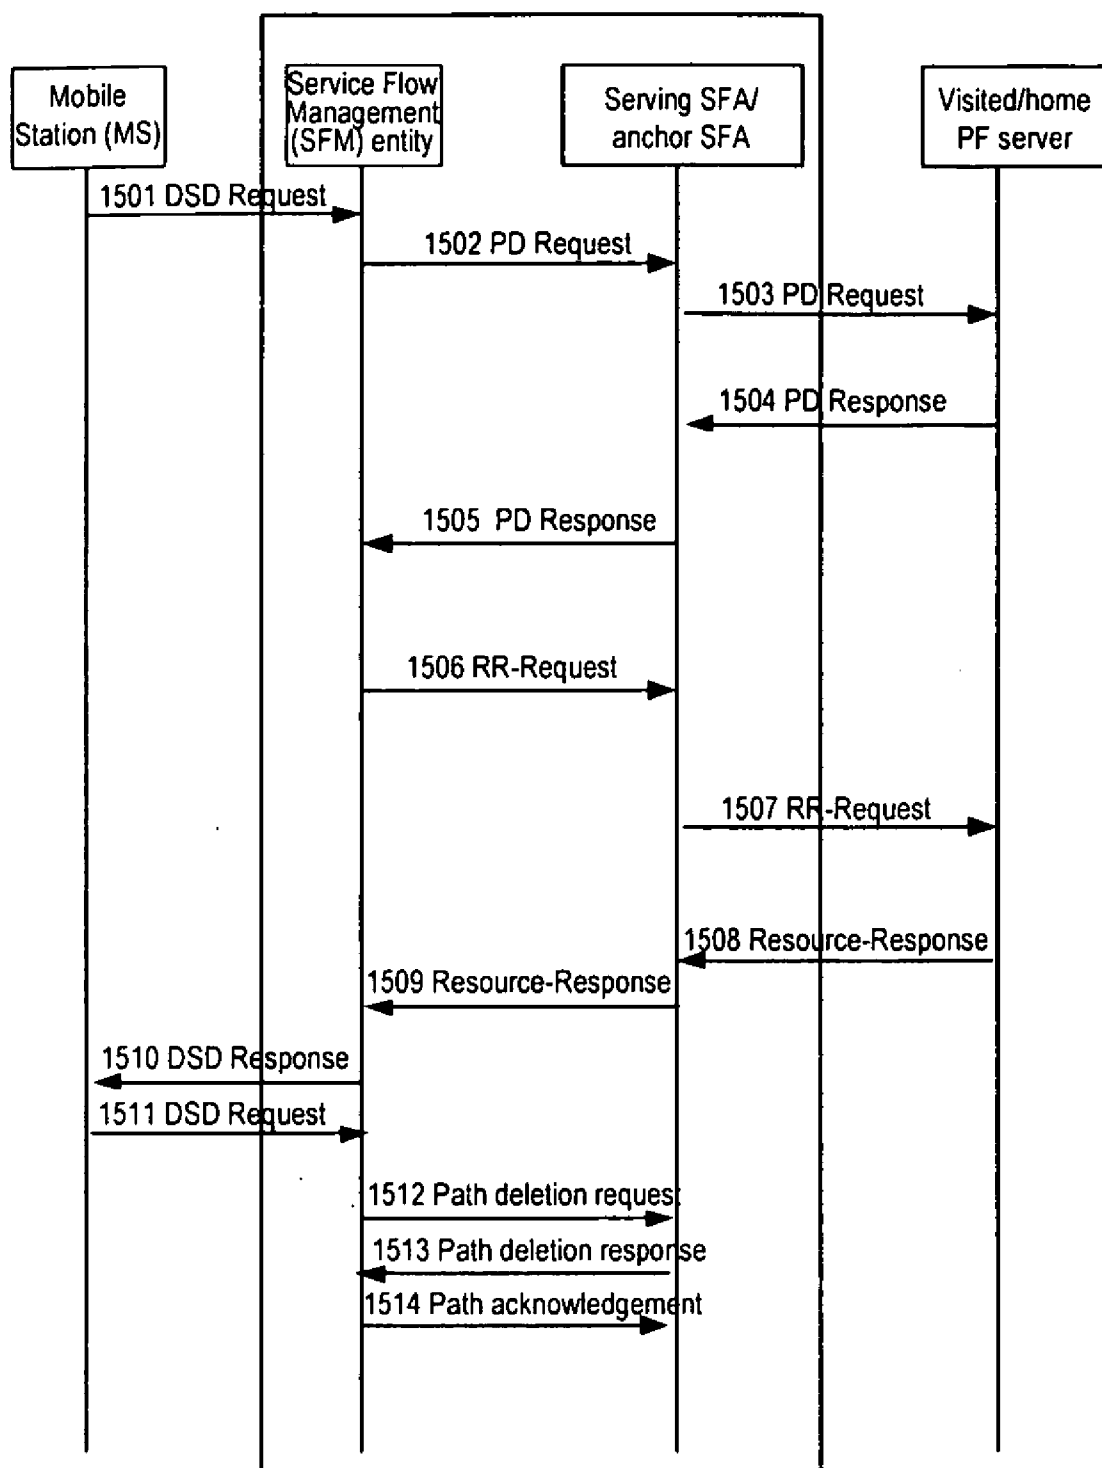 Mobile
Station (MS)
Service Flow
Management
(SFM) entity
Serving SFA/
anchor SFA
Visited/home
PF server
1501 DSD Request
1502 PD Request
1503 PD Request
1504 PD Response
1505 PD Response
1506 RR-Request
1507 RR-Request
1508 Resource-Response
1509 Resource-Response
1510 DSD Response
1511 DSD Request
1512 Path deletion request
1513 Path deletion response
1514 Path acknowledgement